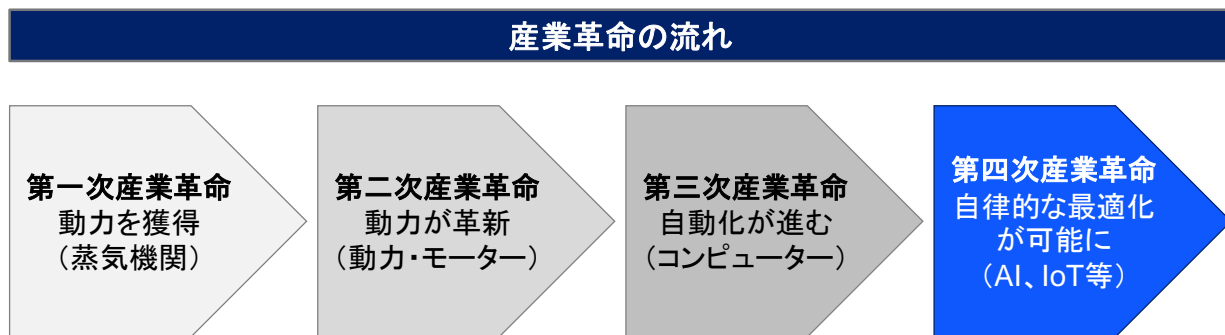 産業革命の流れ
第一次産業革命
動力を獲得
（蒸気機関）
第二次産業革命
動力が革新
（動力・モーター）
第三次産業革命
自動化が進む
（コンピューター）
第四次産業革命
自律的な最適化
が可能に
（AI、IoT等）